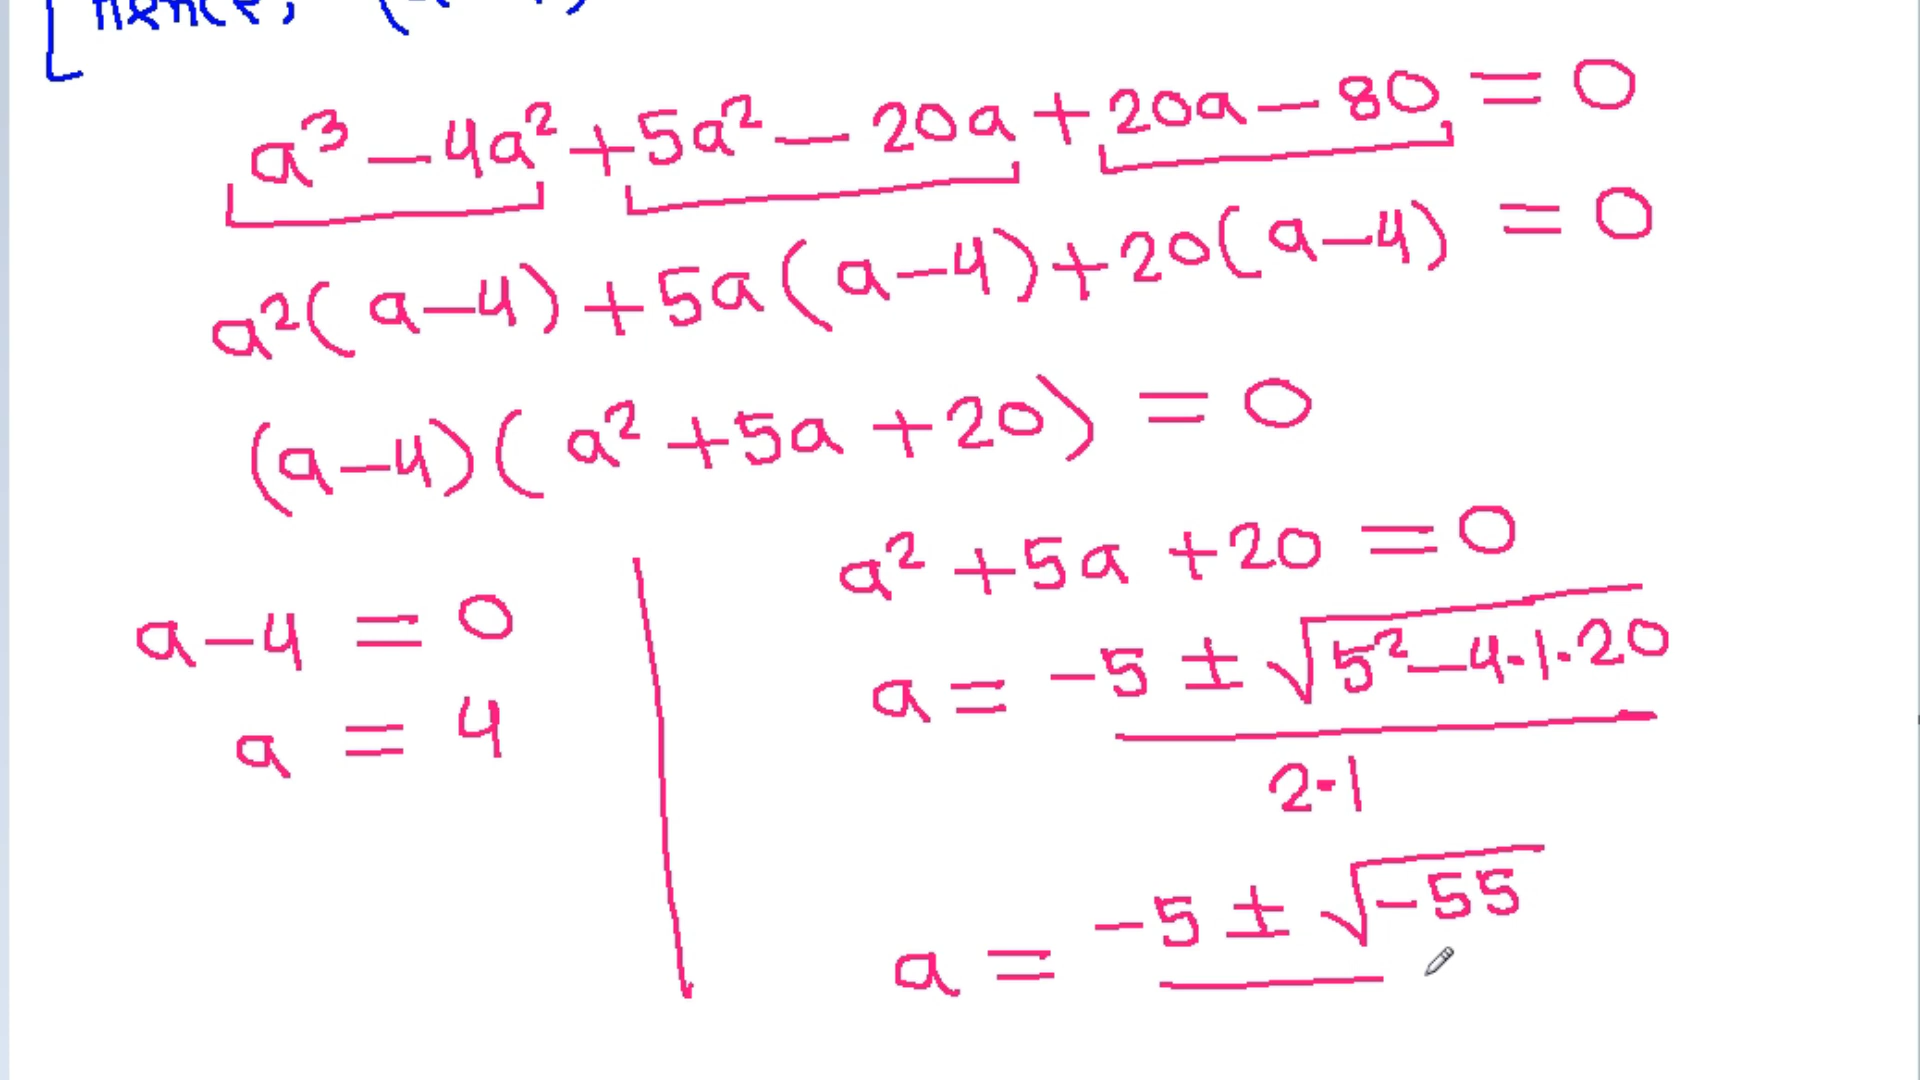 a³ - 4a² + 5a² - 20a + 20a - 80 = 0
a²(a-4) + 5a(a-4) + 20(a-4) = 0
(a-4)(a² + 5a + 20) = 0
a-4 = 0
a = 4
a² + 5a + 20 = 0
a = -5 ± √5²-4·1·20
2·1
a = -5 ± √-55